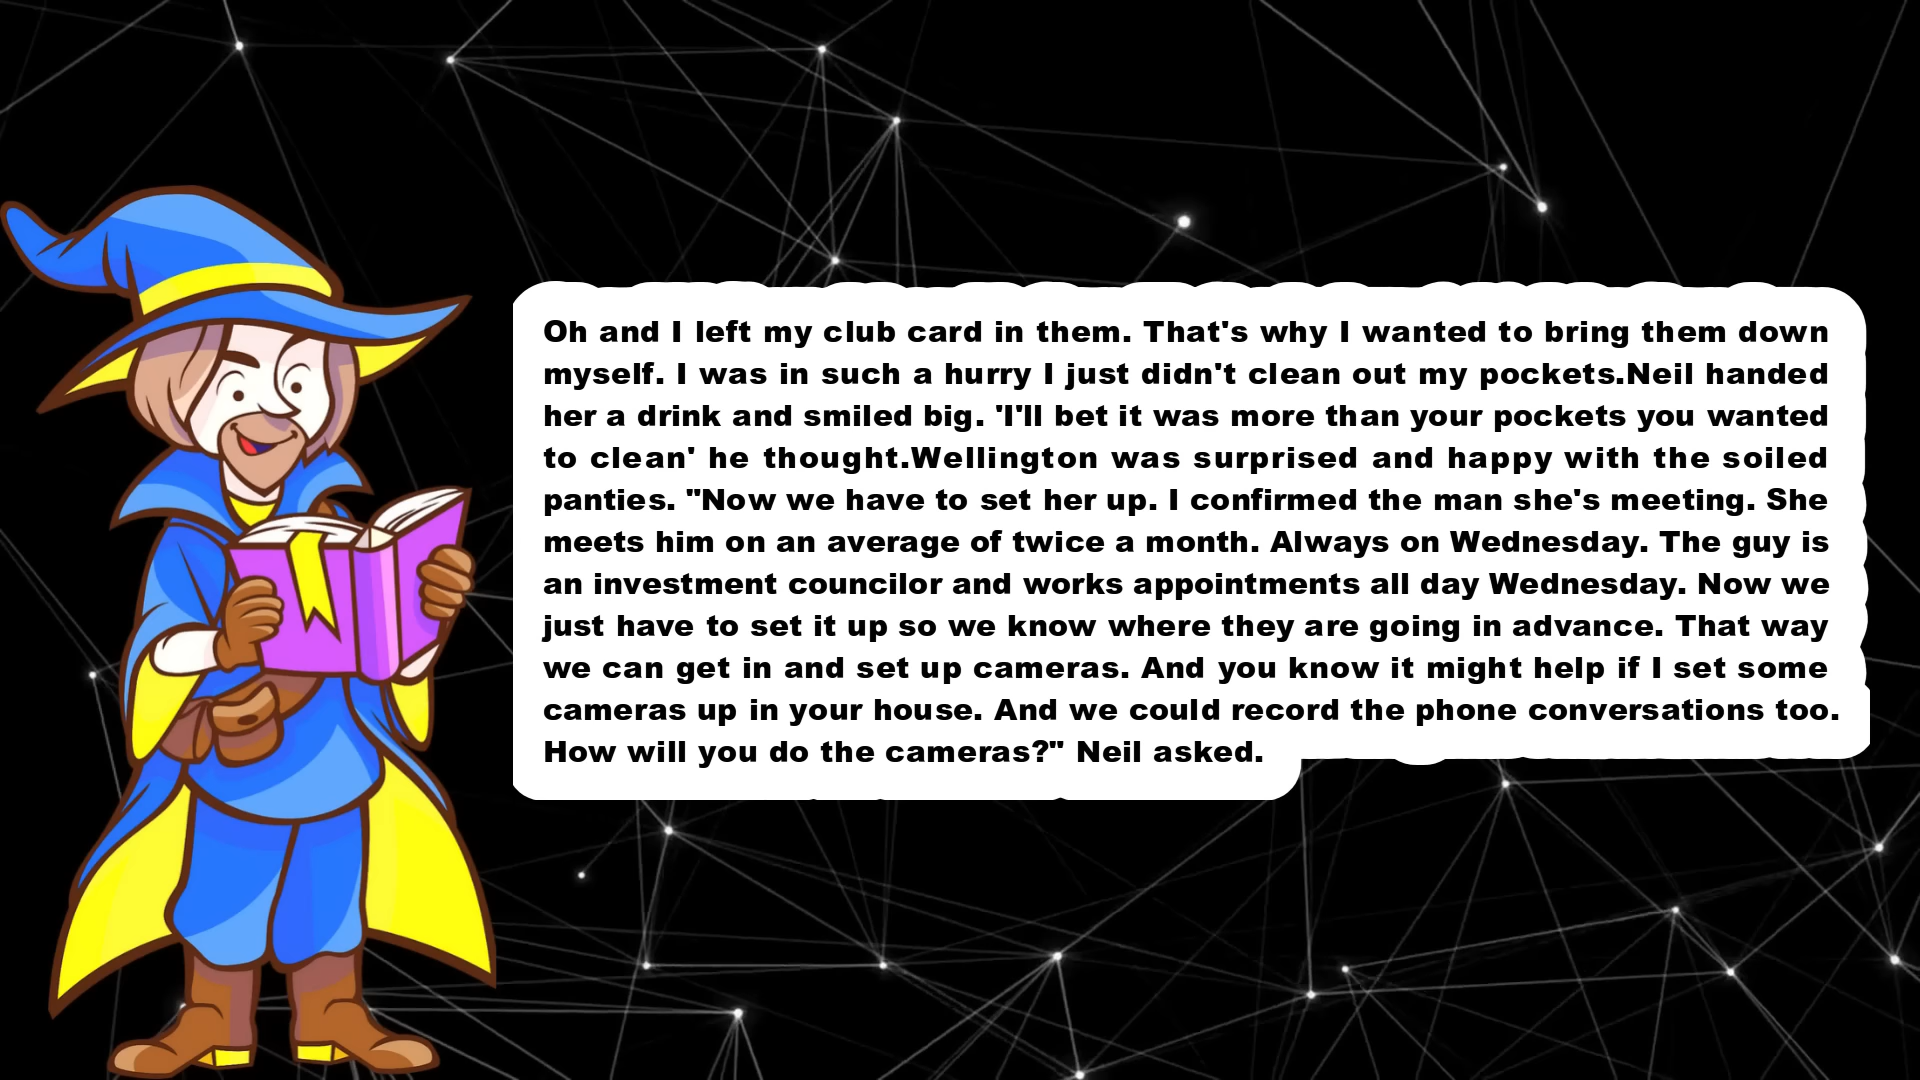 Oh and I left my club card in them. That's why I wanted to bring them down
myself. I was in such a hurry I just didn't clean out my pockets.Neil handed
her a drink and smiled big. 'I'll bet it was more than your pockets you wanted
to clean' he thought.Wellington was surprised and happy with the soiled
panties. "Now we have to set her up. I confirmed the man she's meeting. She
meets him on an average of twice a month. Always on Wednesday. The guy is
an investment councilor and works appointments all day Wednesday. Now we
just have to set it up so we know where they are going in advance. That way
we can get in and set up cameras. And you know it might help if I set some
cameras up in your house. And we could record the phone conversations too.
How will you do the cameras?" Neil asked.